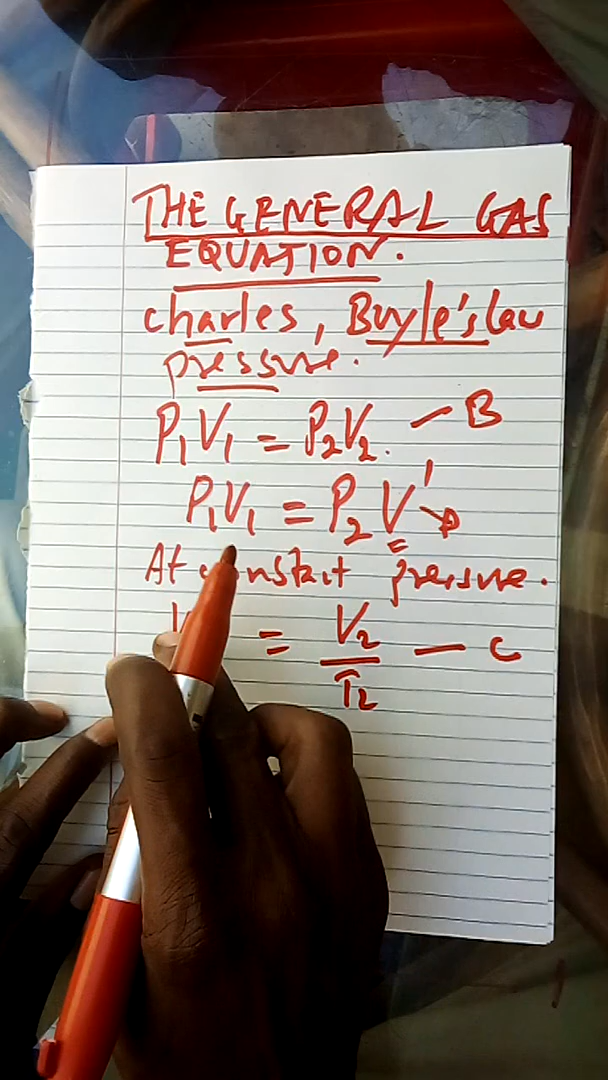 THE GENERAL GAS
EQUATION.
Charles, Boyle's law
pressure.
P₁V₁ = P₂V₂. — B
P₁V₁ = P₂V' →
At constant pressure.
= V₂/T₂ — C